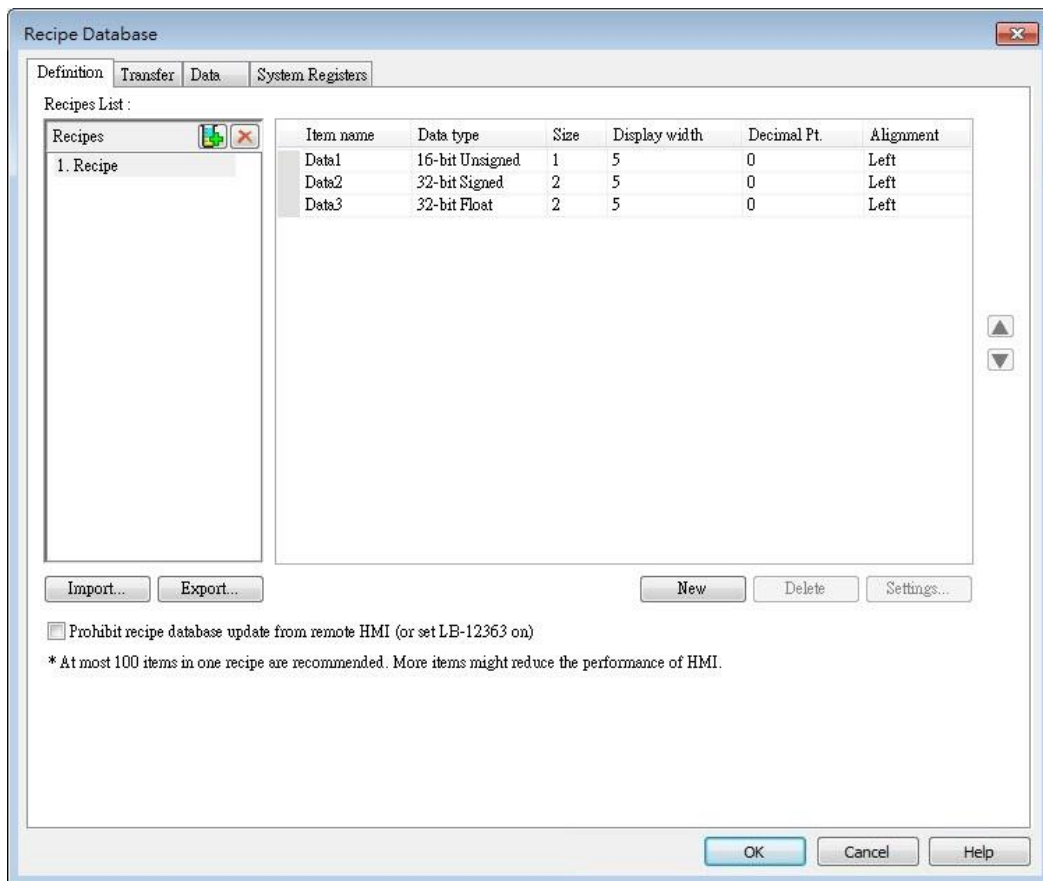 Recipe Database
Definition Transfer Data System Registers
Recipes List :
Recipes
1. Recipe
Item name Data type Size Display width Decimal Pt. Alignment
Data1 16-bit Unsigned 1 5 0 Left
Data2 32-bit Signed 2 5 0 Left
Data3 32-bit Float 2 5 0 Left
Import... Export... New Delete Settings...
Prohibit recipe database update from remote HMI (or set LB-12363 on)
* At most 100 items in one recipe are recommended. More items might reduce the performance of HMI.
OK Cancel Help